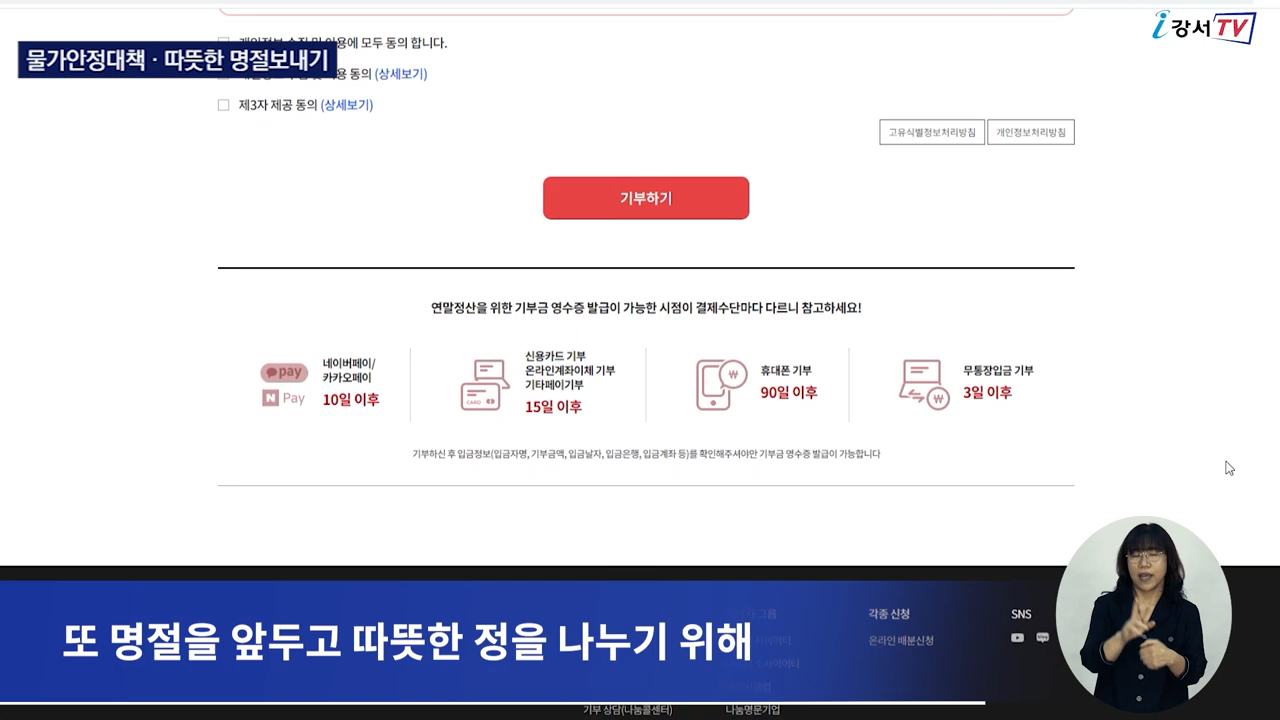 i강서TV
물가안정대책 · 따뜻한 명절보내기
용에 모두 동의 합니다.
용 동의 (상세보기)
제3자 제공 동의 (상세보기)
고유식별정보처리방침 개인정보처리방침
기부하기
연말정산을 위한 기부금 영수증 발급이 가능한 시점이 결제수단마다 다르니 참고하세요!
pay
N Pay
네이버페이/
카카오페이
10일 이후
CARD
신용카드 기부
온라인계좌이체 기부
기타페이기부
15일 이후
₩
휴대폰 기부
90일 이후
₩
무통장입금 기부
3일 이후
기부하신 후 입금정보(입금자명, 기부금액, 입금날자, 입금은행, 입금계좌 등)를 확인해주셔야만 기부금 영수증 발급이 가능합니다
또 명절을 앞두고 따뜻한 정을 나누기 위해
각종 신청
온라인 배분신청
SNS
기부 상담(나눔콜센터)
나눔명문기업